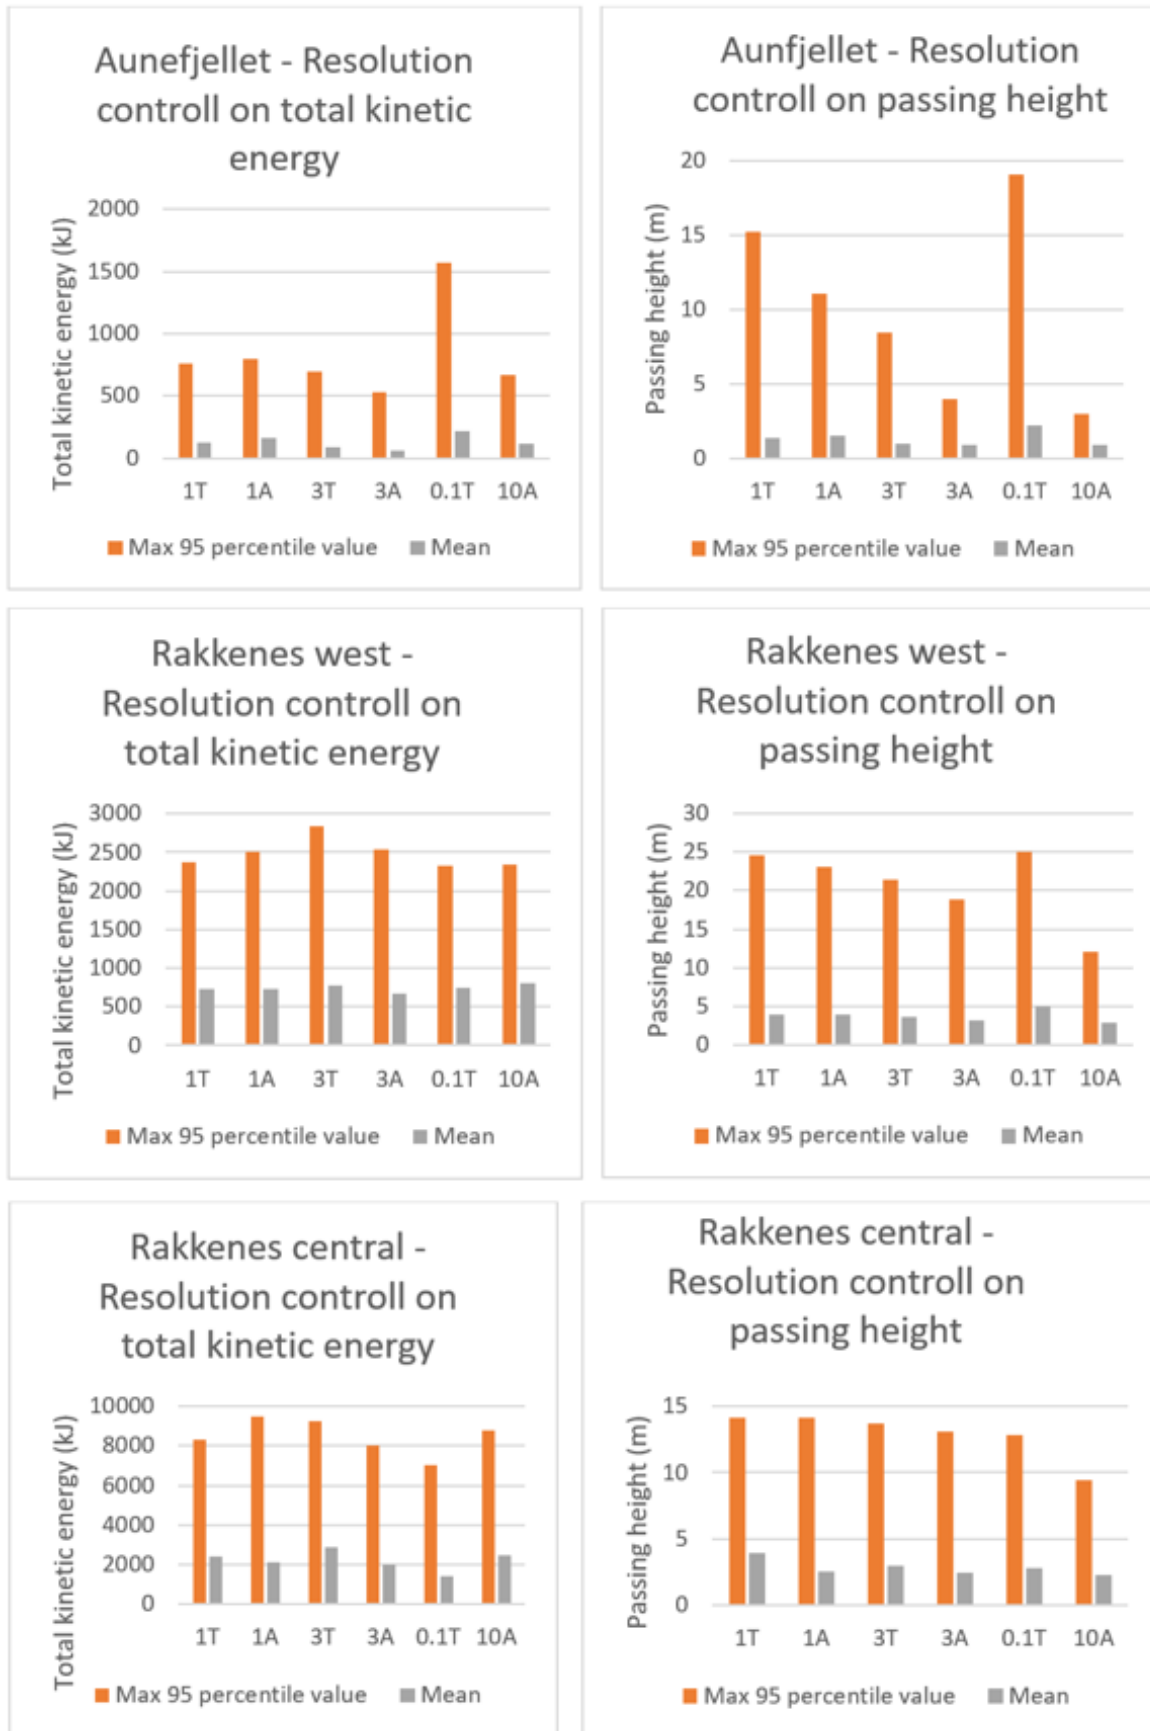 Aunefjellet - Resolution
controll on total kinetic
energy
Total kinetic energy (kJ)
2000
1500
1000
500
0
1T 1A 3T 3A 0.1T 10A
Max 95 percentile value Mean
Aunfjellet - Resolution
controll on passing height
Passing height (m)
20
15
10
5
0
1T 1A 3T 3A 0.1T 10A
Max 95 percentile value Mean
Rakkenes west -
Resolution controll on
total kinetic energy
Total kinetic energy (kJ)
3000
2500
2000
1500
1000
500
0
1T 1A 3T 3A 0.1T 10A
Max 95 percentile value Mean
Rakkenes west -
Resolution controll on
passing height
Passing height (m)
30
25
20
15
10
5
0
1T 1A 3T 3A 0.1T 10A
Max 95 percentile value Mean
Rakkenes central -
Resolution controll on
total kinetic energy
Total kinetic energy (kJ)
10000
8000
6000
4000
2000
0
1T 1A 3T 3A 0.1T 10A
Max 95 percentile value Mean
Rakkenes central -
Resolution controll on
passing height
Passing height (m)
15
10
5
0
1T 1A 3T 3A 0.1T 10A
Max 95 percentile value Mean